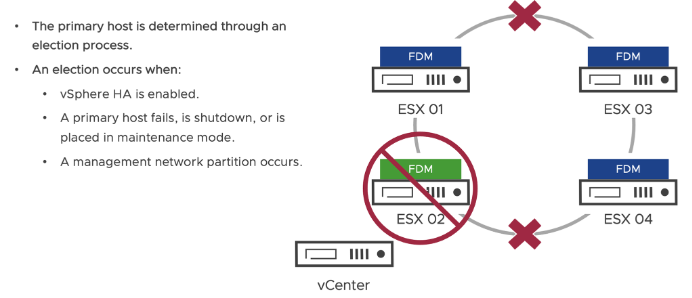 • The primary host is determined through an
election process.
• An election occurs when:
• vSphere HA is enabled.
• A primary host fails, is shutdown, or is
placed in maintenance mode.
• A management network partition occurs.
FDM
ESX 01
FDM
ESX 03
FDM
ESX 02
FDM
ESX 04
vCenter